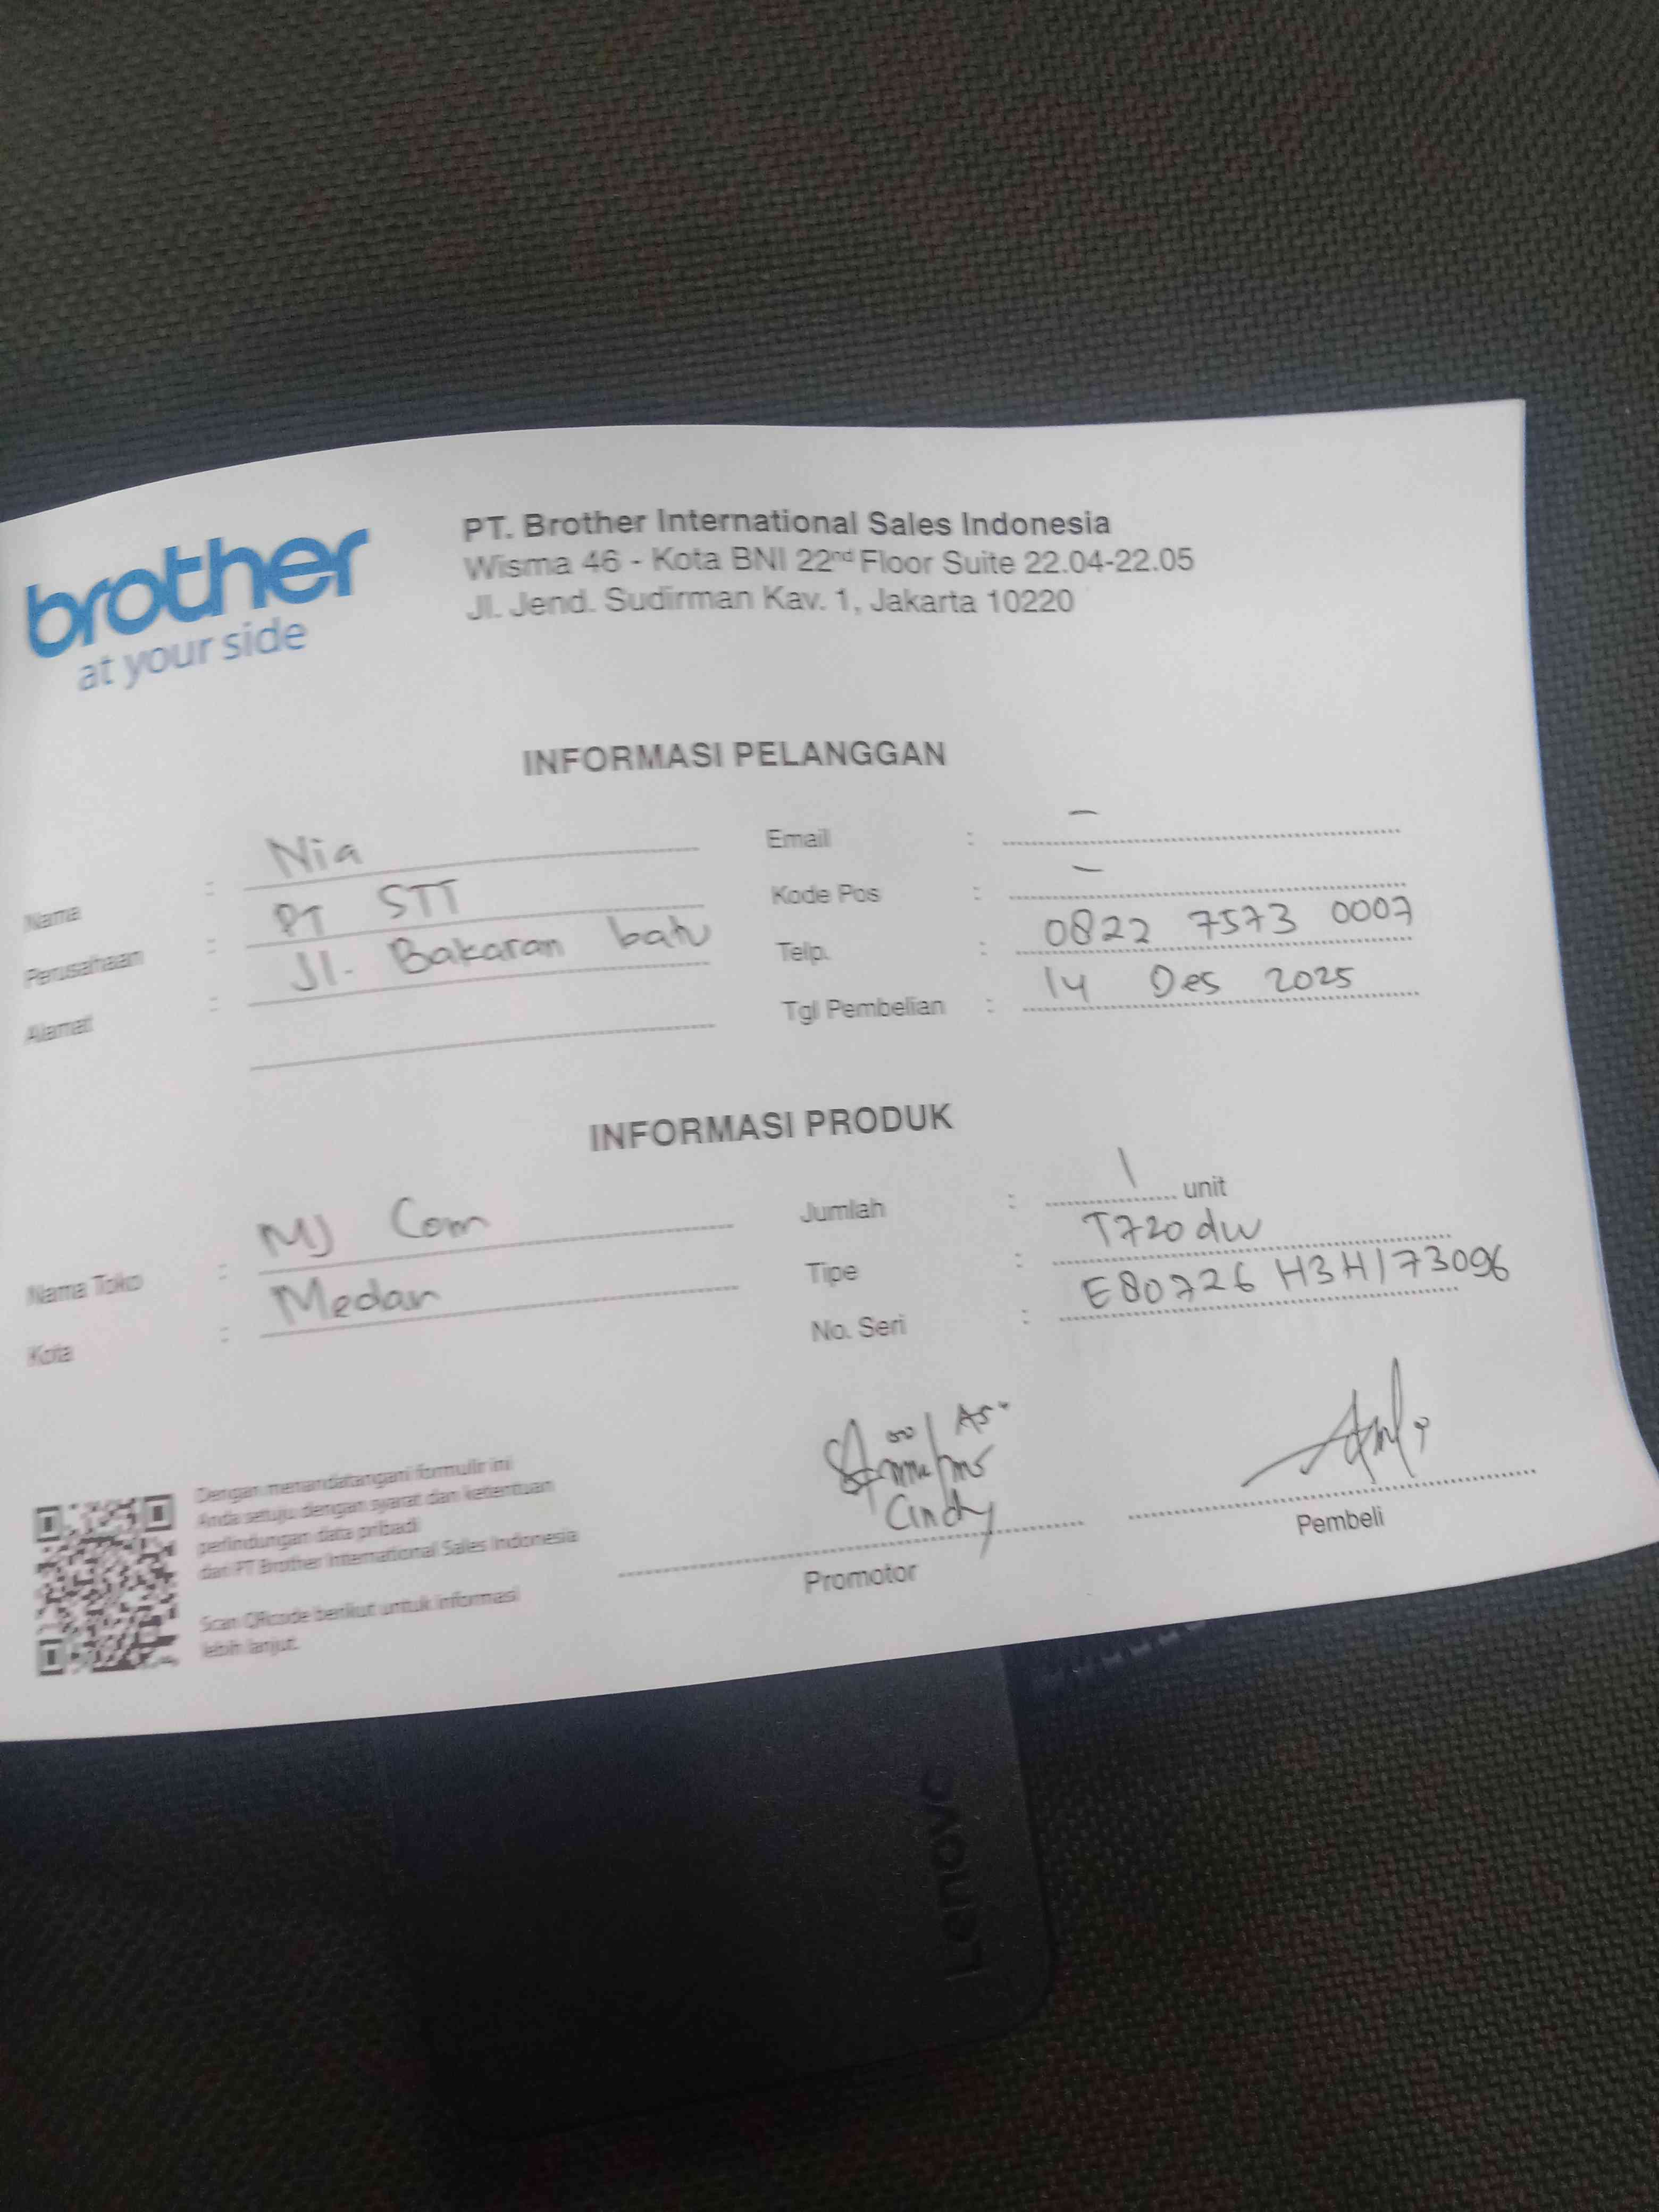 brother
at your side
PT. Brother International Sales Indonesia
Wisma 46 - Kota BNI 22nd Floor Suite 22.04-22.05
Jl. Jend. Sudirman Kav. 1, Jakarta 10220
INFORMASI PELANGGAN
Nama : Nia
Perusahaan : PT STT
Alamat : Jl. Bakaran batu
Email : -
Kode Pos : -
Telp. : 0822 7573 0007
Tgl Pembelian : 14 Des 2025
INFORMASI PRODUK
Nama Toko : MJ Com
Kota : Medan
Jumlah : 1 unit
Tipe : T720dw
No. Seri : E80726H3H173096
Dengan menandatangani formulir ini
Anda setuju dengan syarat dan ketentuan
perlindungan data pribadi
dari PT Brother International Sales Indonesia
Scan QRcode berikut untuk informasi
lebih lanjut.
Cindy
Promotor
Pembeli
Lenovo